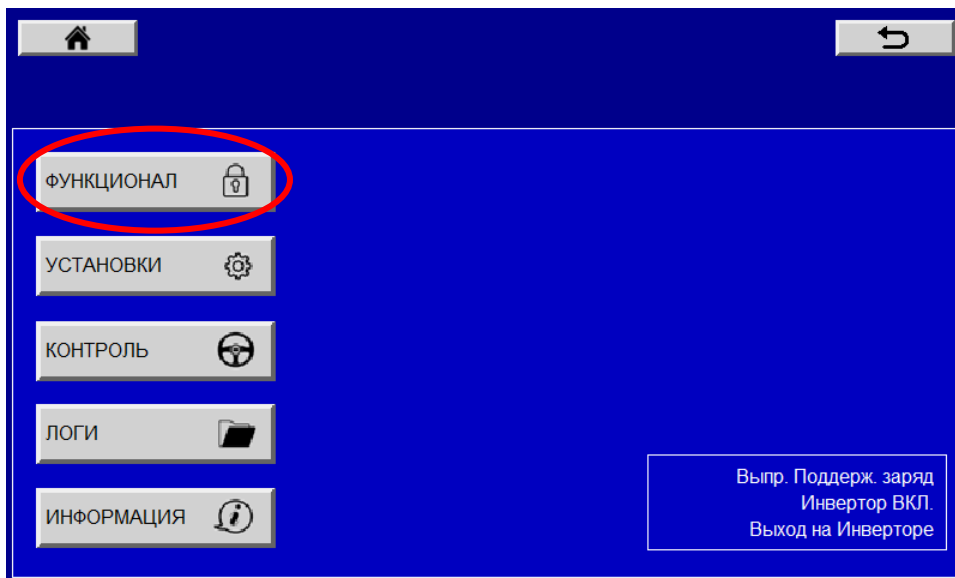 ФУНКЦИОНАЛ
УСТАНОВКИ
КОНТРОЛЬ
ЛОГИ
ИНФОРМАЦИЯ
Выпр. Поддерж. заряд
Инвертор ВКЛ.
Выход на Инверторе